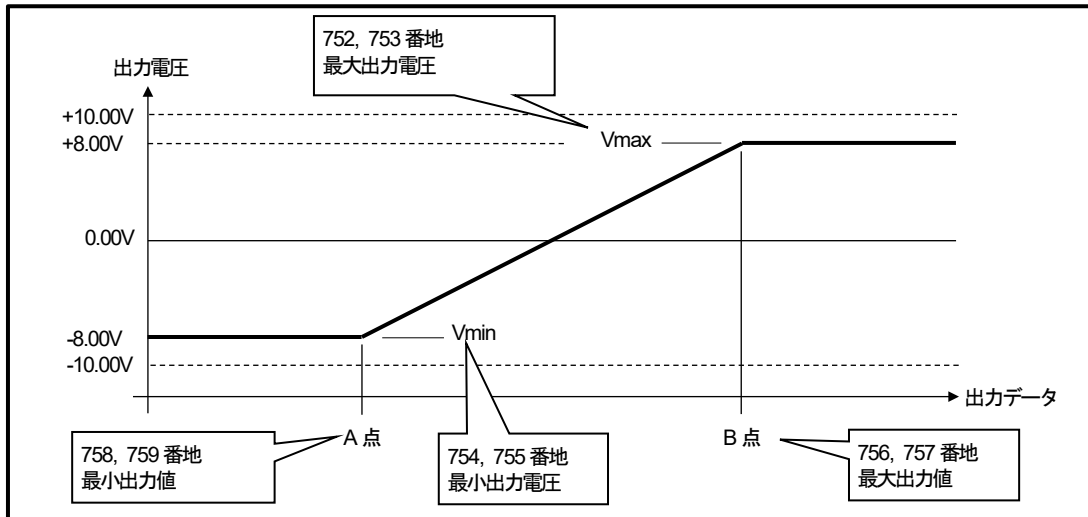 752, 753 番地
最大出力電圧
出力電圧
+10.00V
+8.00V
Vmax
0.00V
-8.00V
Vmin
-10.00V
出力データ
A 点
B 点
758, 759 番地
最小出力値
754, 755 番地
最小出力電圧
756, 757 番地
最大出力値